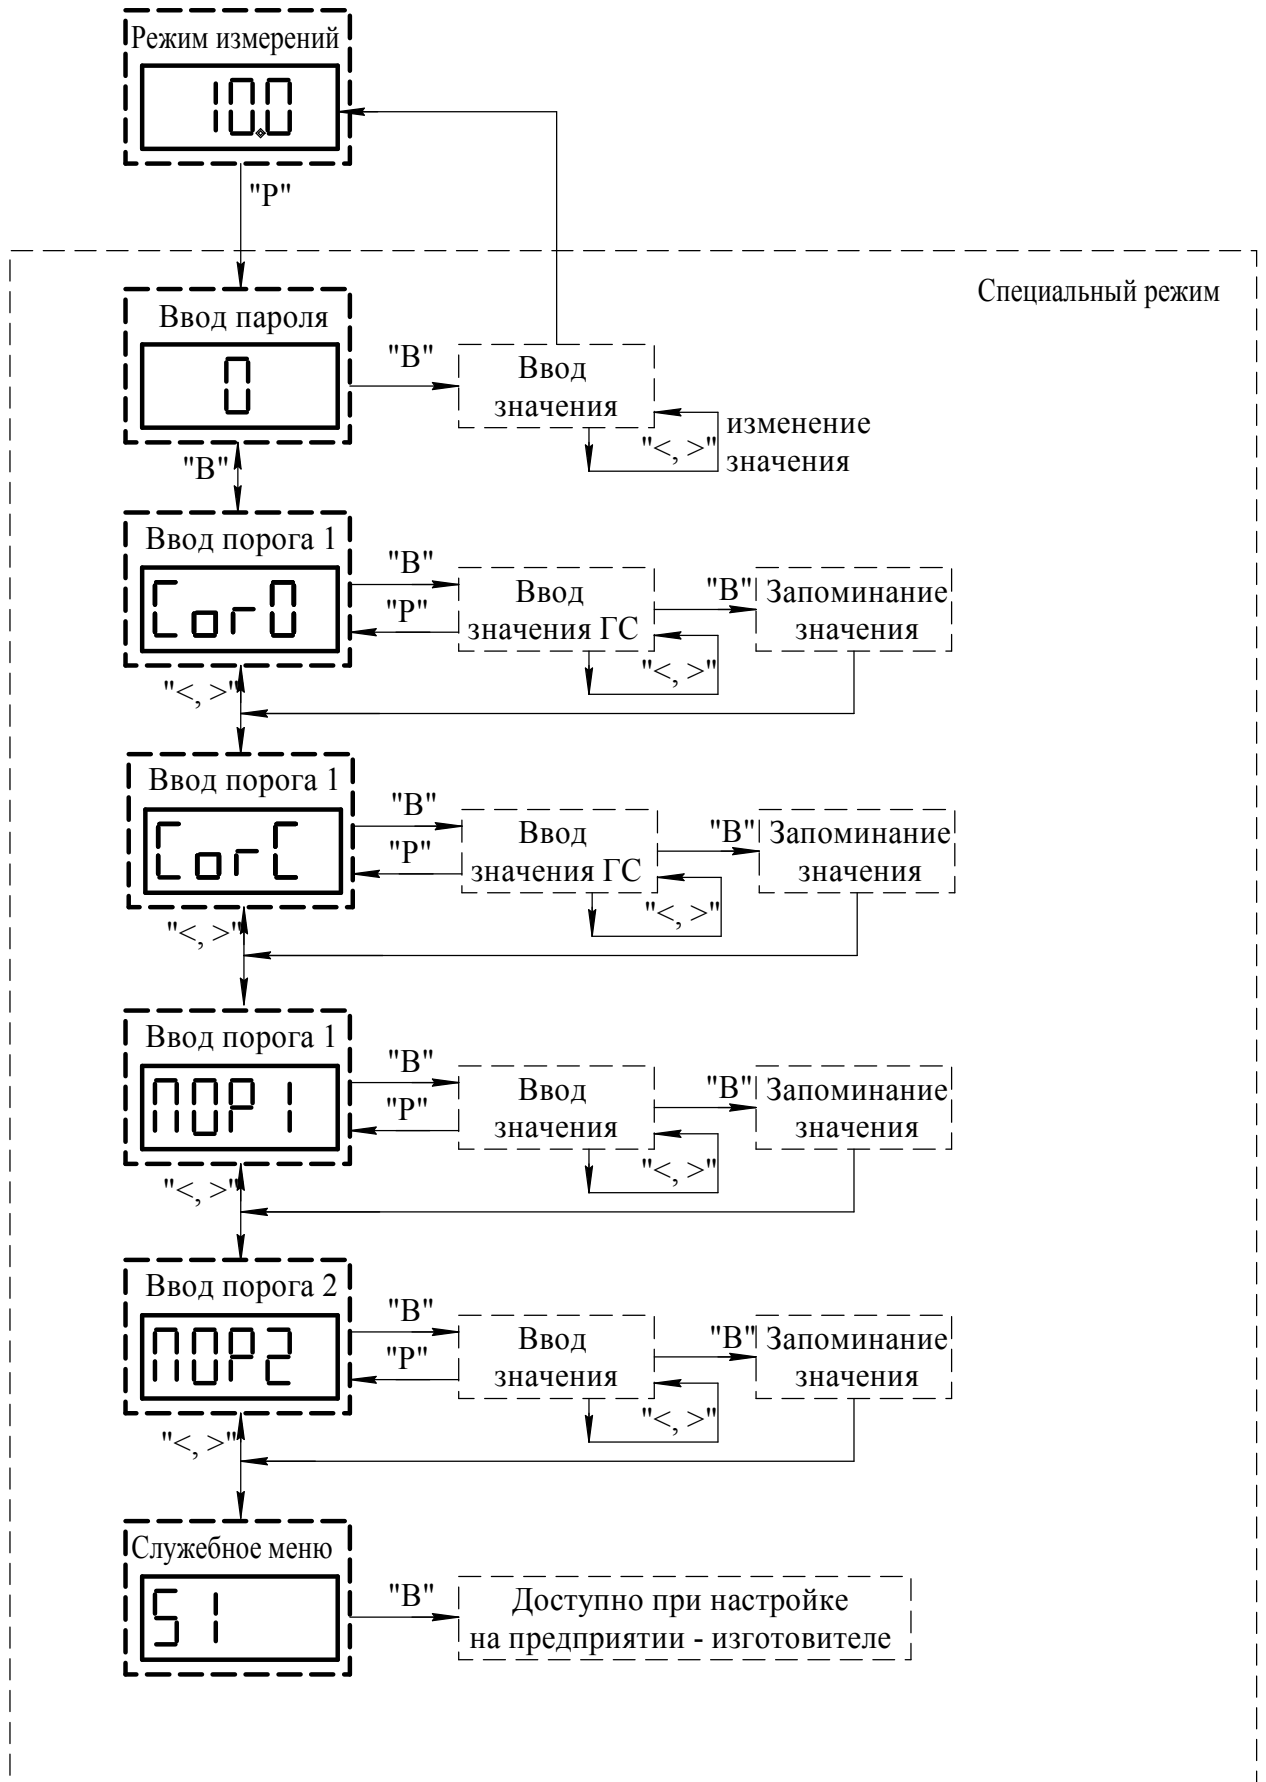 Режим измерений
10.0
"Р"
Специальный режим
Ввод пароля
0
"В"
Ввод
значения
"<, >"
изменение
значения
"В"
Ввод порога 1
Cor0
"В"
"Р"
Ввод
значения ГС
"<, >"
"В"
Запоминание
значения
"<, >"
Ввод порога 1
CorC
"В"
"Р"
Ввод
значения ГС
"<, >"
"В"
Запоминание
значения
"<, >"
Ввод порога 1
ПОР1
"В"
"Р"
Ввод
значения
"<, >"
"В"
Запоминание
значения
"<, >"
Ввод порога 2
ПОР2
"В"
"Р"
Ввод
значения
"<, >"
"В"
Запоминание
значения
"<, >"
Служебное меню
S1
"В"
Доступно при настройке
на предприятии - изготовителе